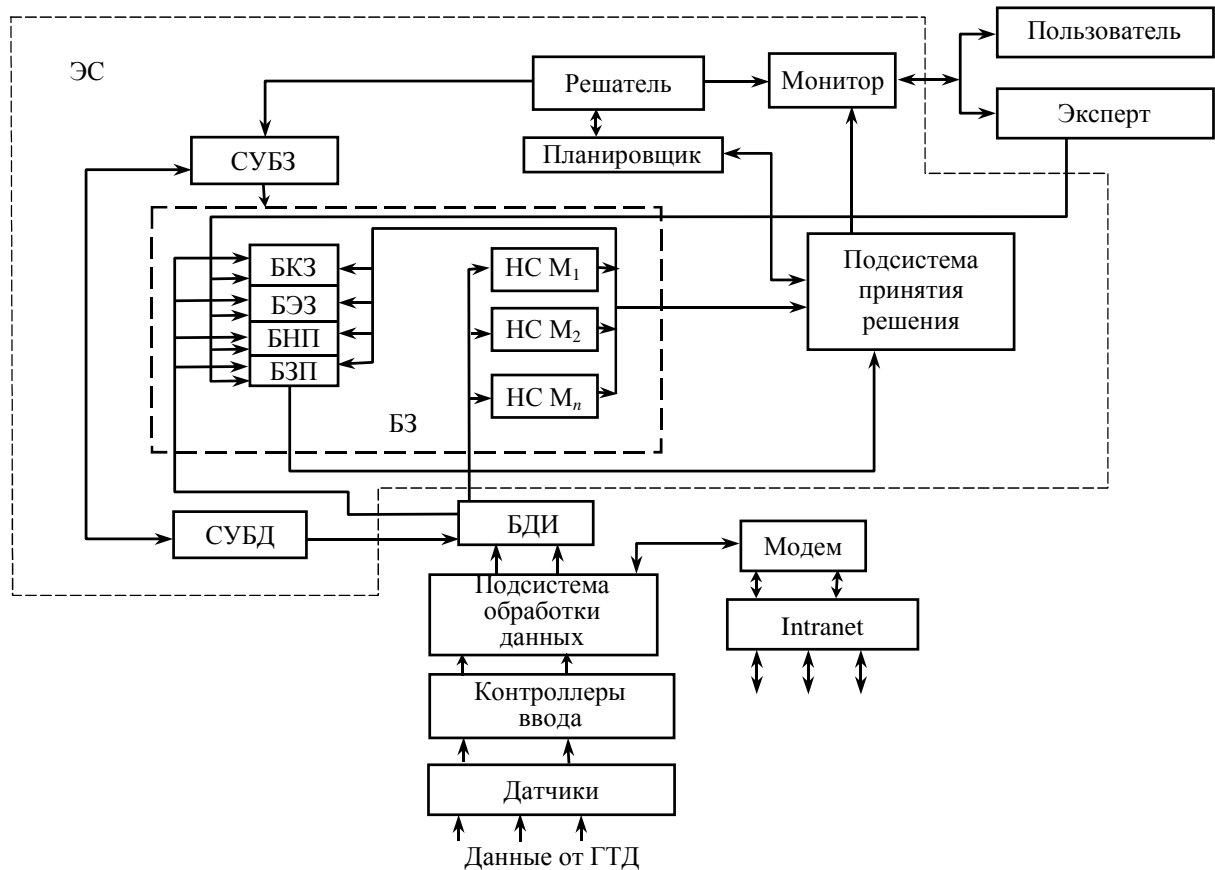 Пользователь
ЭС
Решатель
Монитор
Эксперт
СУБЗ
Планировщик
БКЗ
БЭЗ
БНП
БЗП
НС М1
НС М2
НС Мn
Подсистема
принятия
решения
БЗ
СУБД
БДИ
Модем
Подсистема
обработки
данных
Intranet
Контроллеры
ввода
Датчики
Данные от ГТД